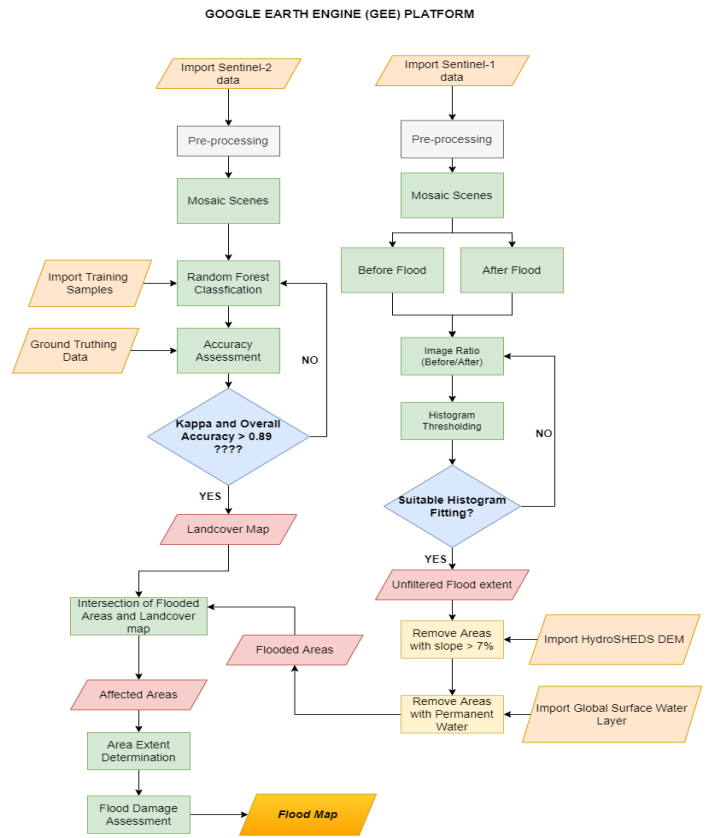 GOOGLE EARTH ENGINE (GEE) PLATFORM
Import Sentinel-2
data
Pre-processing
Mosaic Scenes
Import Training
Samples
Random Forest
Classfication
Ground Truthing
Data
Accuracy
Assessment
NO
Kappa and Overall
Accuracy > 0.89
????
YES
Landcover Map
Intersection of Flooded
Areas and Landcover
map
Affected Areas
Area Extent
Determination
Flood Damage
Assessment
Flood Map
Import Sentinel-1
data
Pre-processing
Mosaic Scenes
Before Flood
After Flood
Image Ratio
(Before/After)
Histogram
Thresholding
NO
Suitable Histogram
Fitting?
YES
Unfiltered Flood extent
Remove Areas
with slope > 7%
Import HydroSHEDS DEM
Flooded Areas
Remove Areas
with Permanent
Water
Import Global Surface Water
Layer